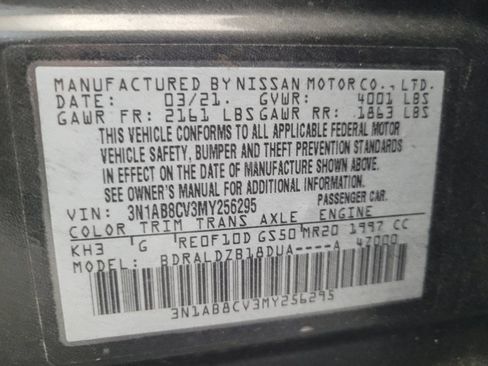 MANUFACTURED BY NISSAN MOTOR CO., LTD.
DATE: 03/21. GVWR: 4001 LBS
GAWR FR: 2161 LBS GAWR RR: 1863 LBS
THIS VEHICLE CONFORMS TO ALL APPLICABLE FEDERAL MOTOR
VEHICLE SAFETY, BUMPER AND THEFT PREVENTION STANDARDS
IN EFFECT ON THE DATE OF MANUFACTURE SHOWN ABOVE.
SEE OWNER'S MANUAL FOR ADDITIONAL INFORMATION.
VIN: 3N1AB8CV3MY256295 PASSENGER CAR.
COLOR TRIM TRANS AXLE ENGINE
KH3 G RE0F10D GS50 MR20 1997 CC
MODEL: BDRALDZB18DUA----A 47000
3N1AB8CV3MY256295